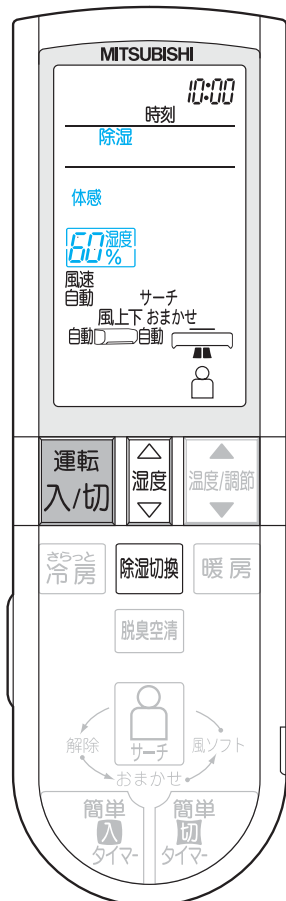 MITSUBISHI
10:00
時刻
除湿
体感
60% 湿度
風速
自動 サーチ
風上下 おまかせ
自動 自動
運転
入/切
湿度
温度/調節
さらっと
冷房
除湿切換
暖房
脱臭空清
解除 サーチ 風ソフト
おまかせ
簡単 簡単
入 切
タイマー タイマー